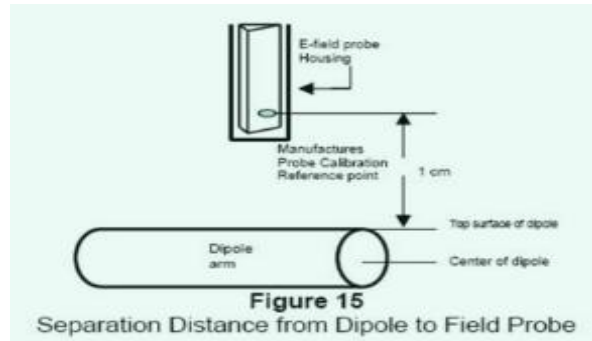 E-field probe
Housing
Manufactures
Probe Calibration
Reference point
1 cm
Top surface of dipole
Dipole
arm
Center of dipole
Figure 15
Separation Distance from Dipole to Field Probe